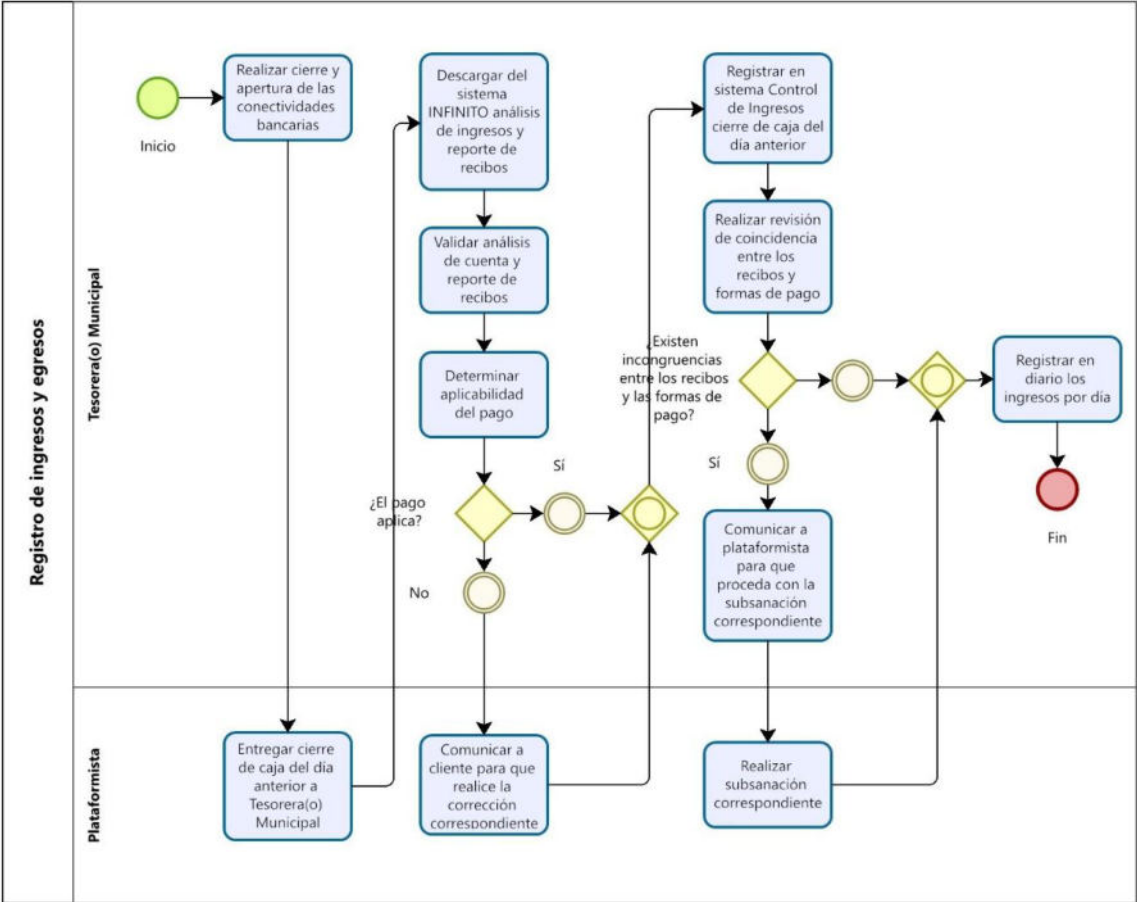 Registro de ingresos y egresos
Tesorera(o) Municipal
Inicio
Realizar cierre y
apertura de las
conectividades
bancarias
Descargar del
sistema
INFINITO análisis
de ingresos y
reporte de
recibos
Validar análisis
de cuenta y
reporte de
recibos
Determinar
aplicabilidad
del pago
¿El pago
aplica?
Sí
No
Registrar en
sistema Control
de Ingresos
cierre de caja del
día anterior
Realizar revisión
de coincidencia
entre los
recibos y
formas de pago
¿Existen
incongruencias
entre los recibos
y las formas de
pago?
Sí
Comunicar a
plataformista
para que
proceda con la
subsanación
correspondiente
Registrar en
diario los
ingresos por día
Fin
Plataformista
Entregar cierre
de caja del día
anterior a
Tesorera(o)
Municipal
Comunicar a
cliente para que
realice la
corrección
correspondiente
Realizar
subsanación
correspondiente